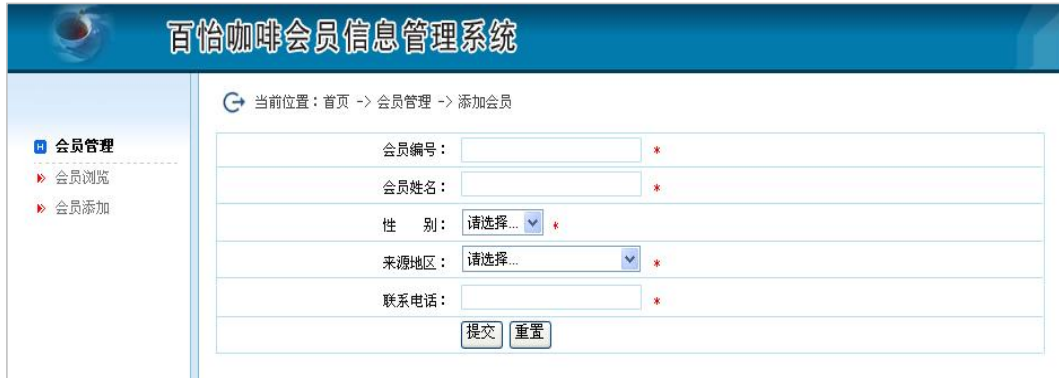 百怡咖啡会员信息管理系统
当前位置：首页 -> 会员管理 -> 添加会员
H 会员管理
会员浏览
会员添加
会员编号： *
会员姓名： *
性 别： 请选择... *
来源地区： 请选择... *
联系电话： *
提交 重置